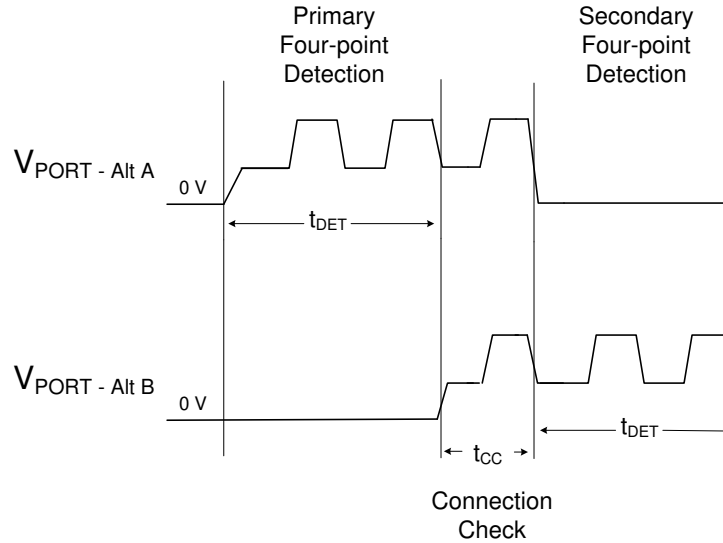 Primary
Four-point
Detection
Secondary
Four-point
Detection
VPORT - Alt A
0 V
tDET
VPORT - Alt B
0 V
tDET
tCC
Connection
Check